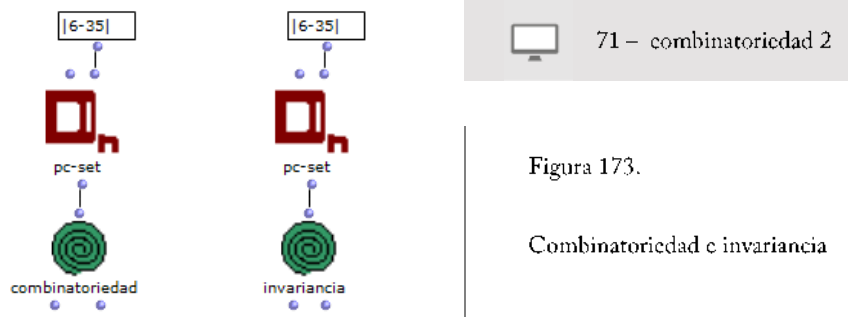 |6-35|
|6-35|
pc-set
pc-set
combinatoriedad
invariancia
71 – combinatoriedad 2
Figura 173.
Combinatoriedad e invariancia